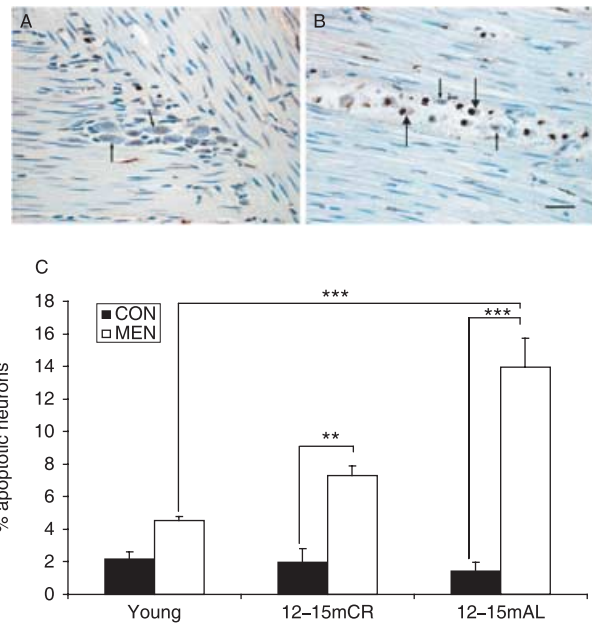 A
B
C
18
16
14
12
10
8
6
4
2
0
% apoptotic neurons
CON
MEN
***
**
***
Young
12–15mCR
12–15mAL